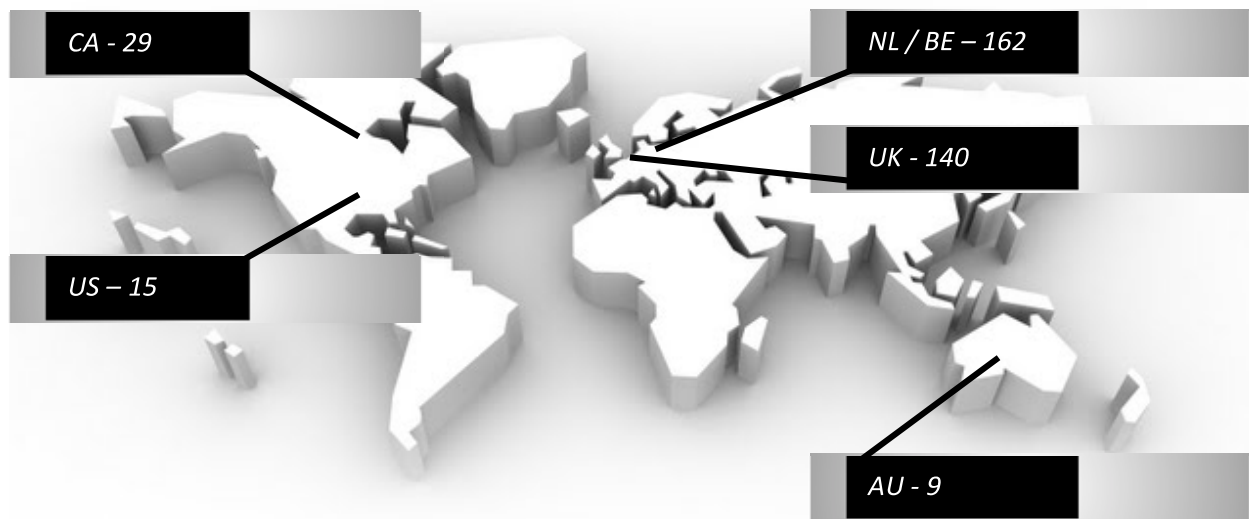 CA - 29
NL / BE – 162
UK - 140
US – 15
AU - 9